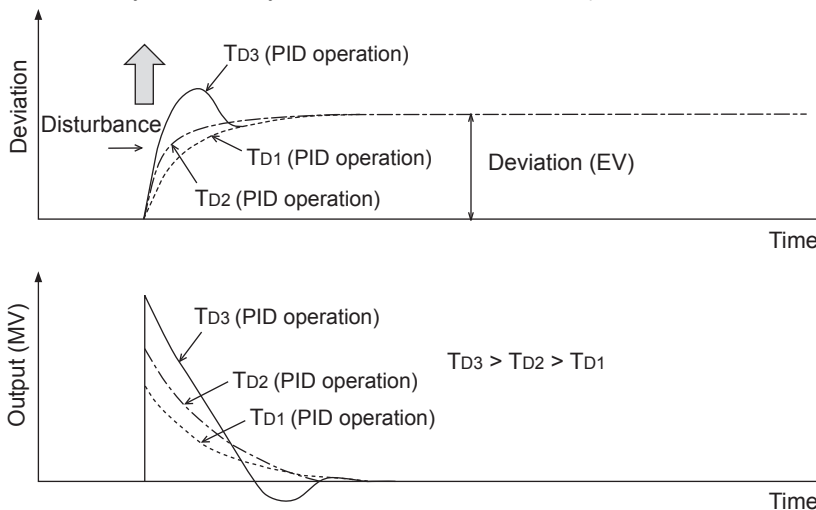 TD3 (PID operation)
Deviation
Disturbance
TD1 (PID operation)
Deviation (EV)
TD2 (PID operation)
Time
Output (MV)
TD3 (PID operation)
TD3 > TD2 > TD1
TD2 (PID operation)
TD1 (PID operation)
Time